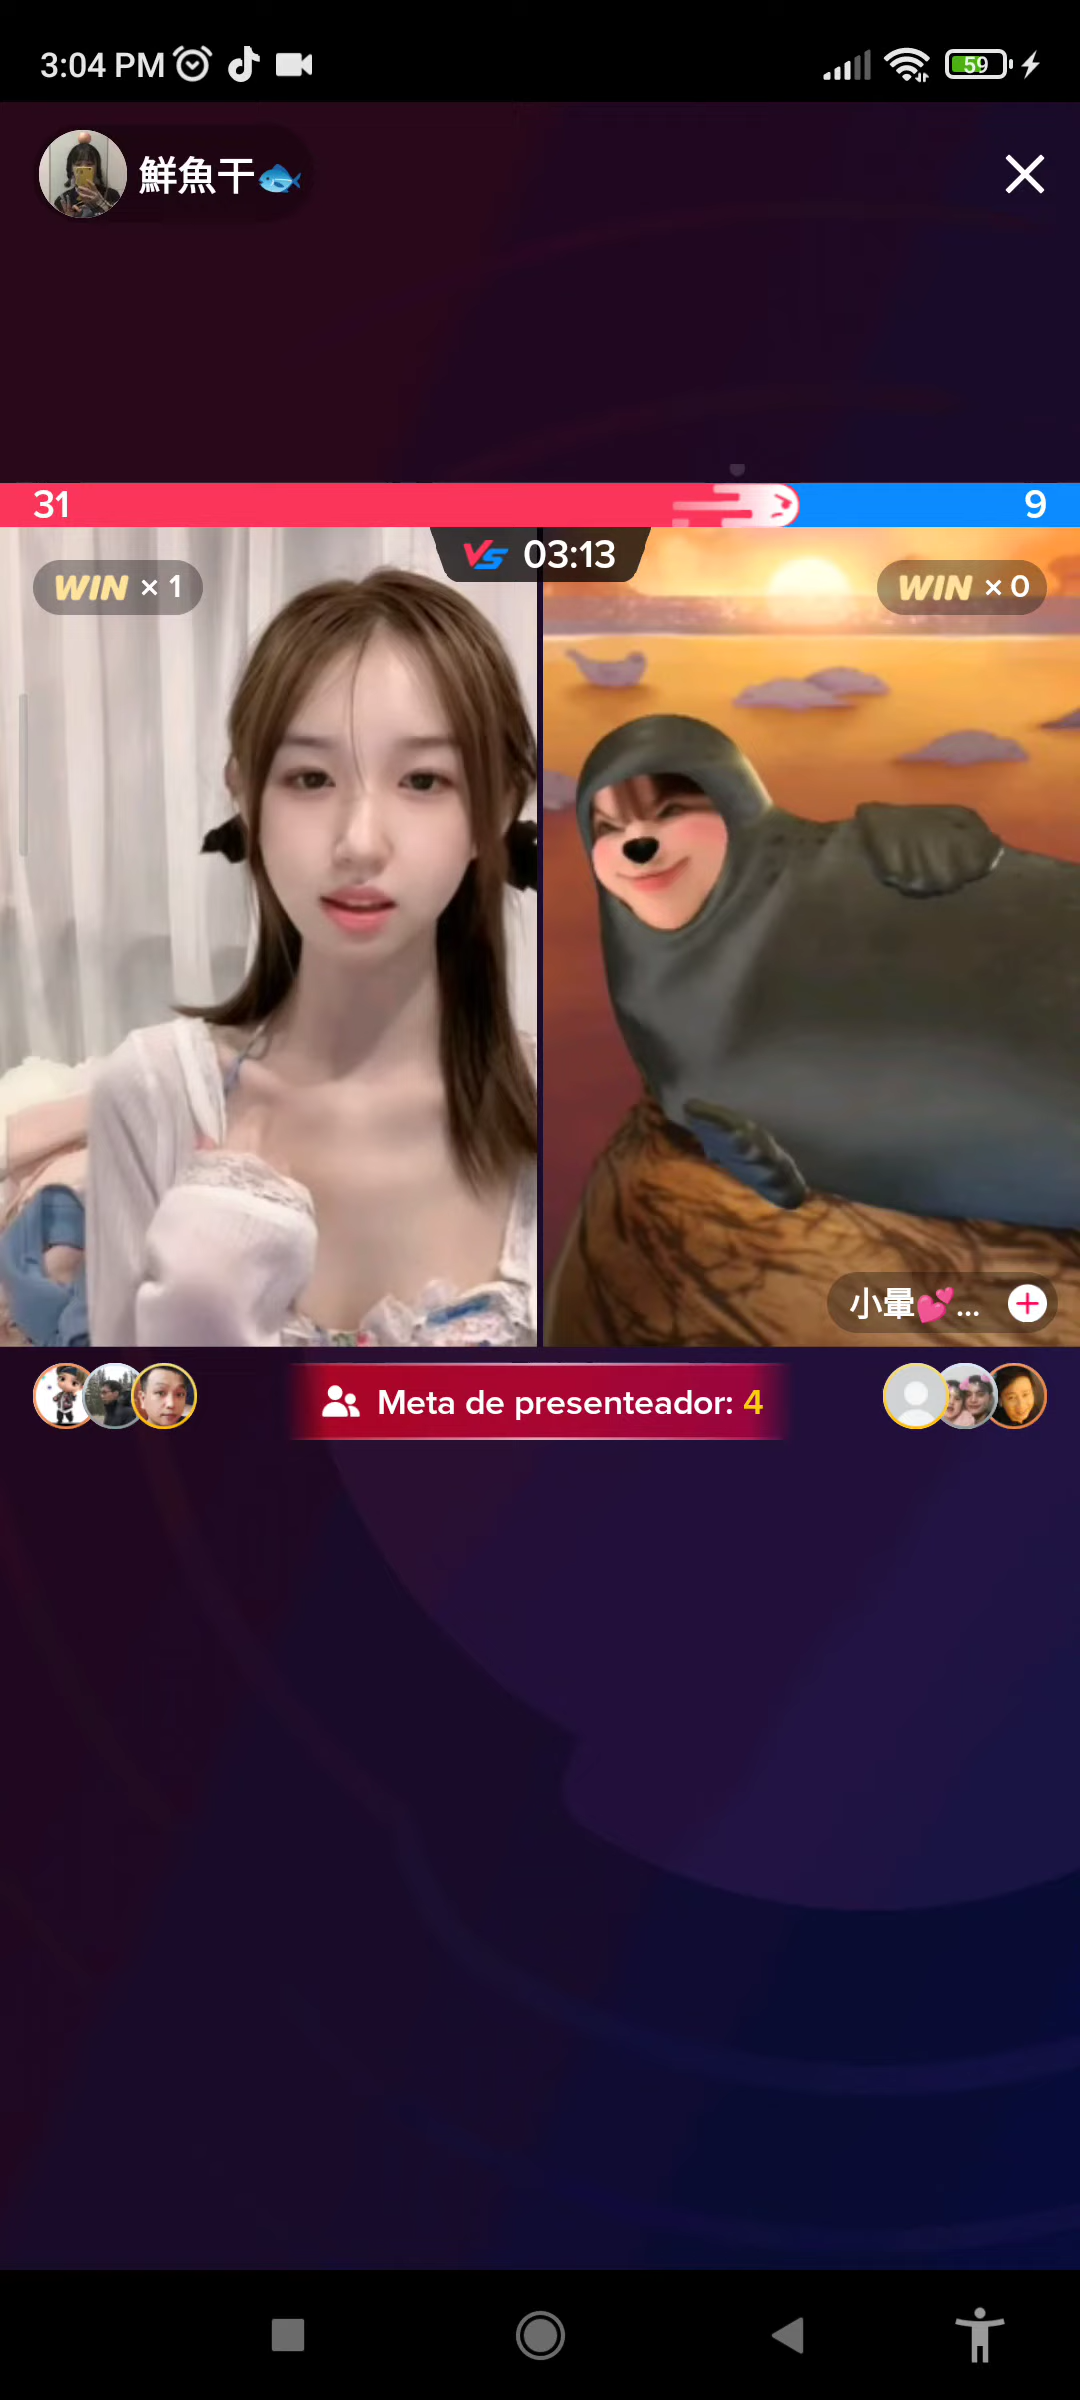 3:04 PM
59
鮮魚干🐟
31
9
VS 03:13
WIN × 1
WIN × 0
小暈💕...
Meta de presenteador: 4